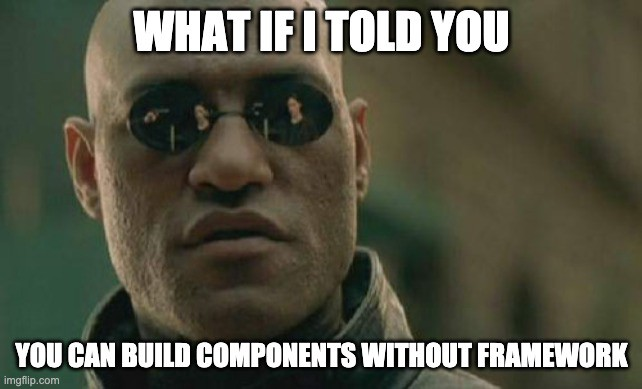 WHAT IF I TOLD YOU
YOU CAN BUILD COMPONENTS WITHOUT FRAMEWORK
imgflip.com